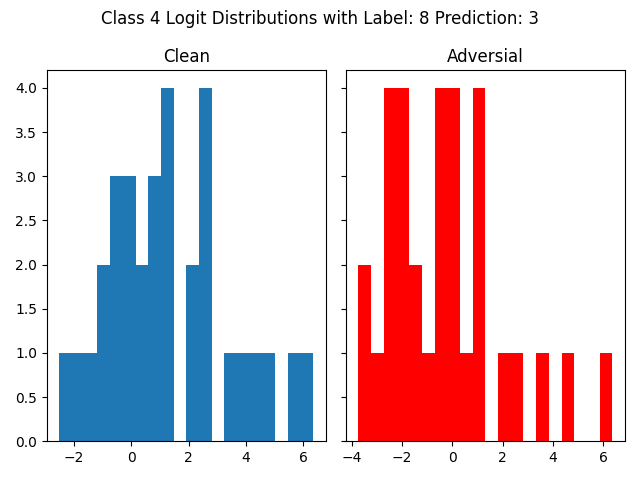 Class 4 Logit Distributions with Label: 8 Prediction: 3
Clean
Adversial
4.0
3.5
3.0
2.5
2.0
1.5
1.0
0.5
0.0
−2 0 2 4 6
−4 −2 0 2 4 6